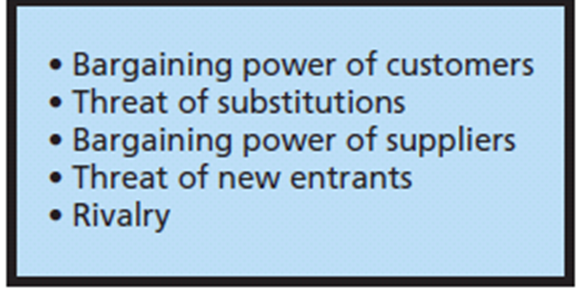 • Bargaining power of customers
• Threat of substitutions
• Bargaining power of suppliers
• Threat of new entrants
• Rivalry